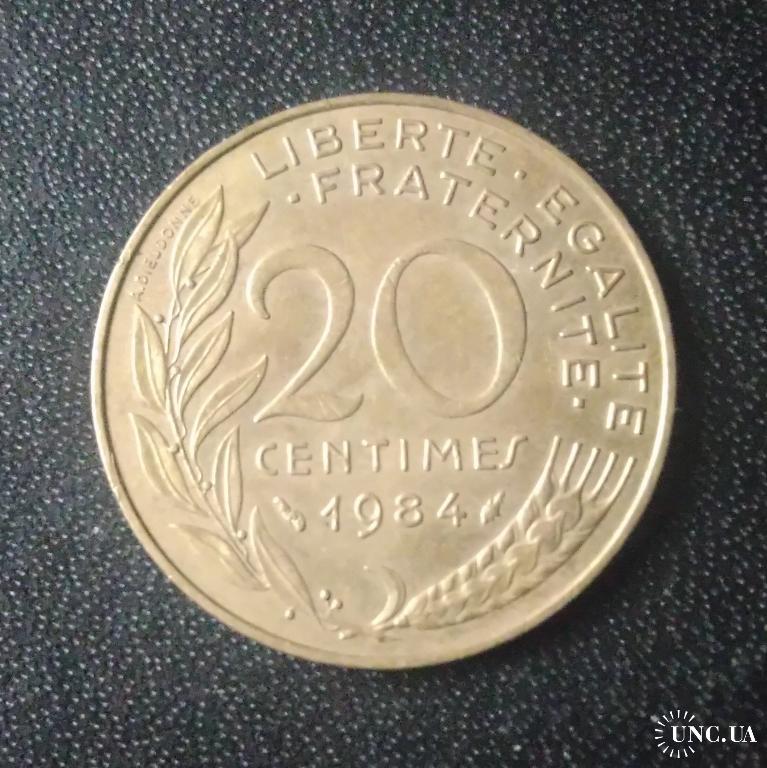 LIBERTE · EGALITE
· FRATERNITE ·
A.DIEUDONNE
20
CENTIMES
1984
UNC.UA